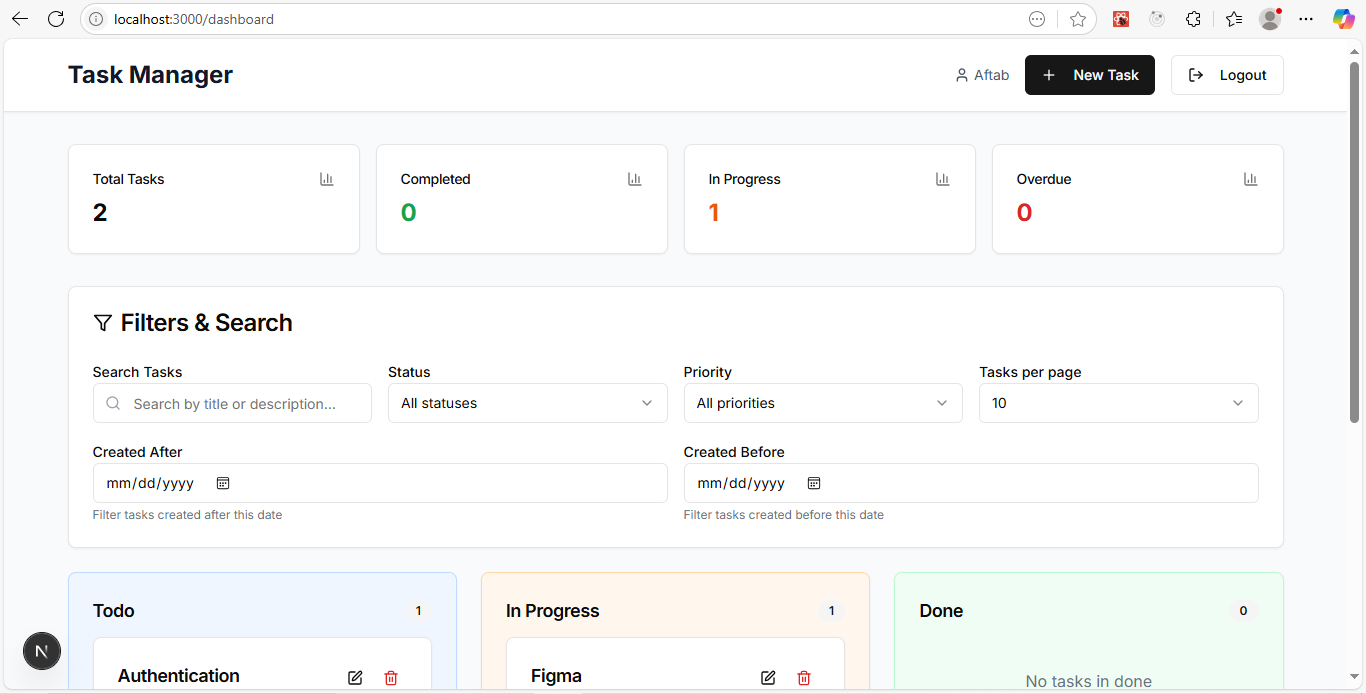 localhost:3000/dashboard
Task Manager
Aftab
New Task
Logout
Total Tasks
2
Completed
0
In Progress
1
Overdue
0
Filters & Search
Search Tasks
Search by title or description...
Status
All statuses
Priority
All priorities
Tasks per page
10
Created After
mm/dd/yyyy
Filter tasks created after this date
Created Before
mm/dd/yyyy
Filter tasks created before this date
Todo
1
Authentication
In Progress
1
Figma
Done
0
No tasks in done
N